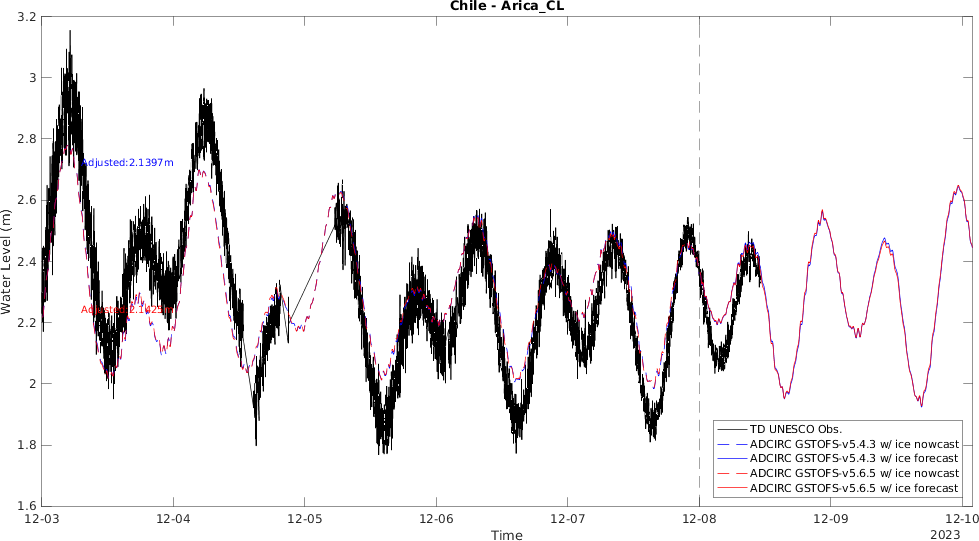 Chile - Arica_CL
3.2
3
2.8
2.6
2.4
2.2
2
1.8
1.6
Water Level (m)
Adjusted:2.1397m
12-03
12-04
12-05
12-06
12-07
12-08
12-09
12-10
2023
Time
TD UNESCO Obs.
ADCIRC GSTOFS-v5.4.3 w/ ice nowcast
ADCIRC GSTOFS-v5.4.3 w/ ice forecast
ADCIRC GSTOFS-v5.6.5 w/ ice nowcast
ADCIRC GSTOFS-v5.6.5 w/ ice forecast